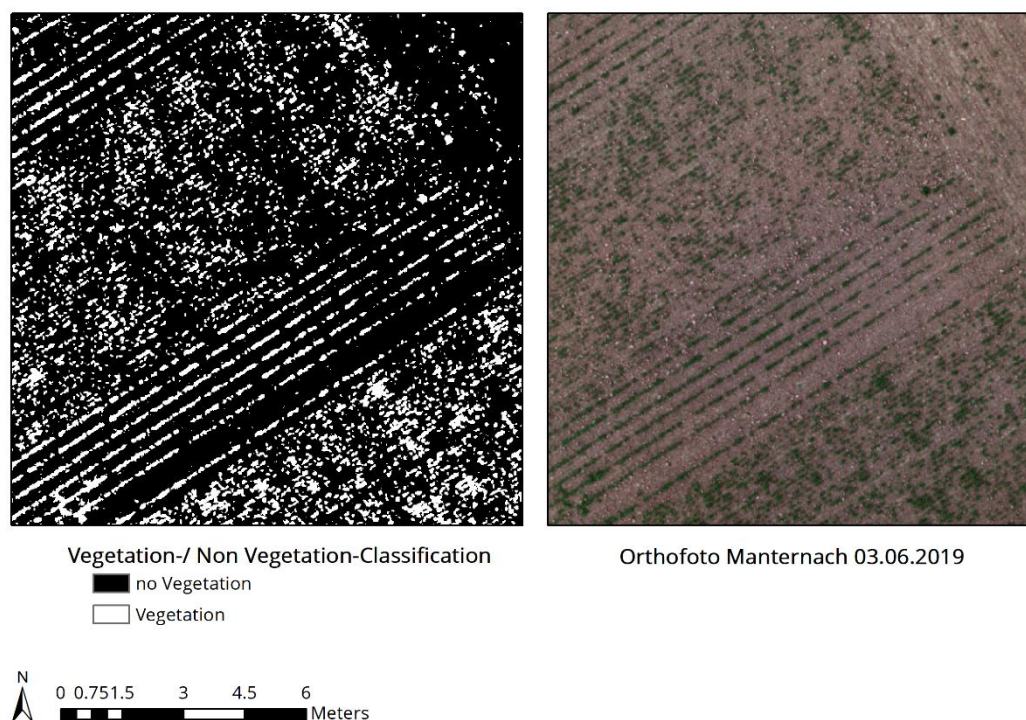 Vegetation-/ Non Vegetation-Classification
no Vegetation
Vegetation
Orthofoto Manternach 03.06.2019
N
0 0.751.5 3 4.5 6
Meters